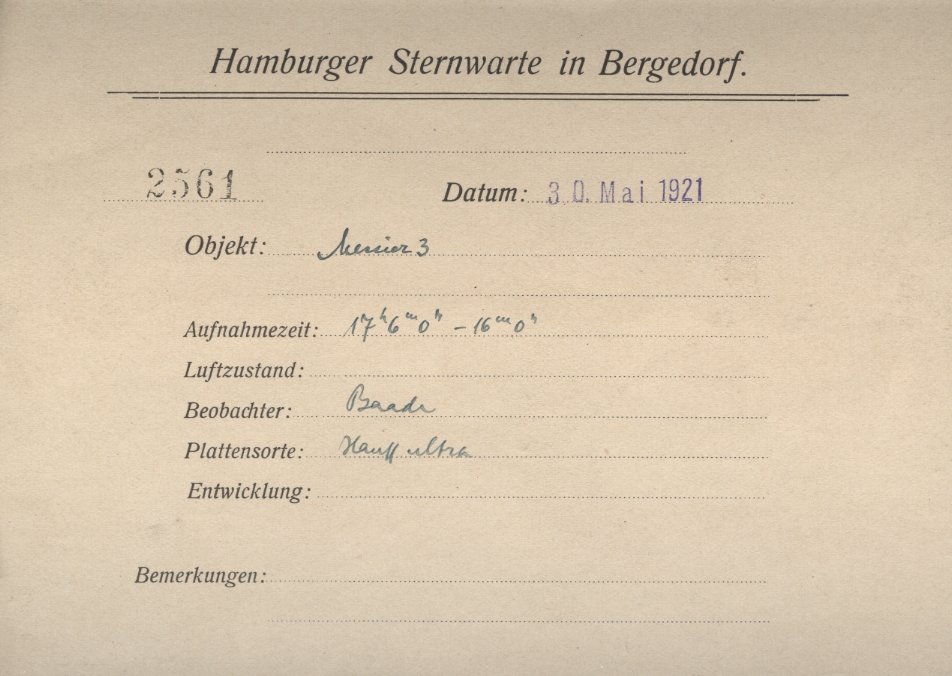 Hamburger Sternwarte in Bergedorf.
2561 Datum: 30. Mai 1921
Objekt: Messier 3
Aufnahmezeit: 17ʰ6ᵐ0ˢ – 16ᵐ0ˢ
Luftzustand:
Beobachter: Baade
Plattensorte: Hauff ultra
Entwicklung:
Bemerkungen: